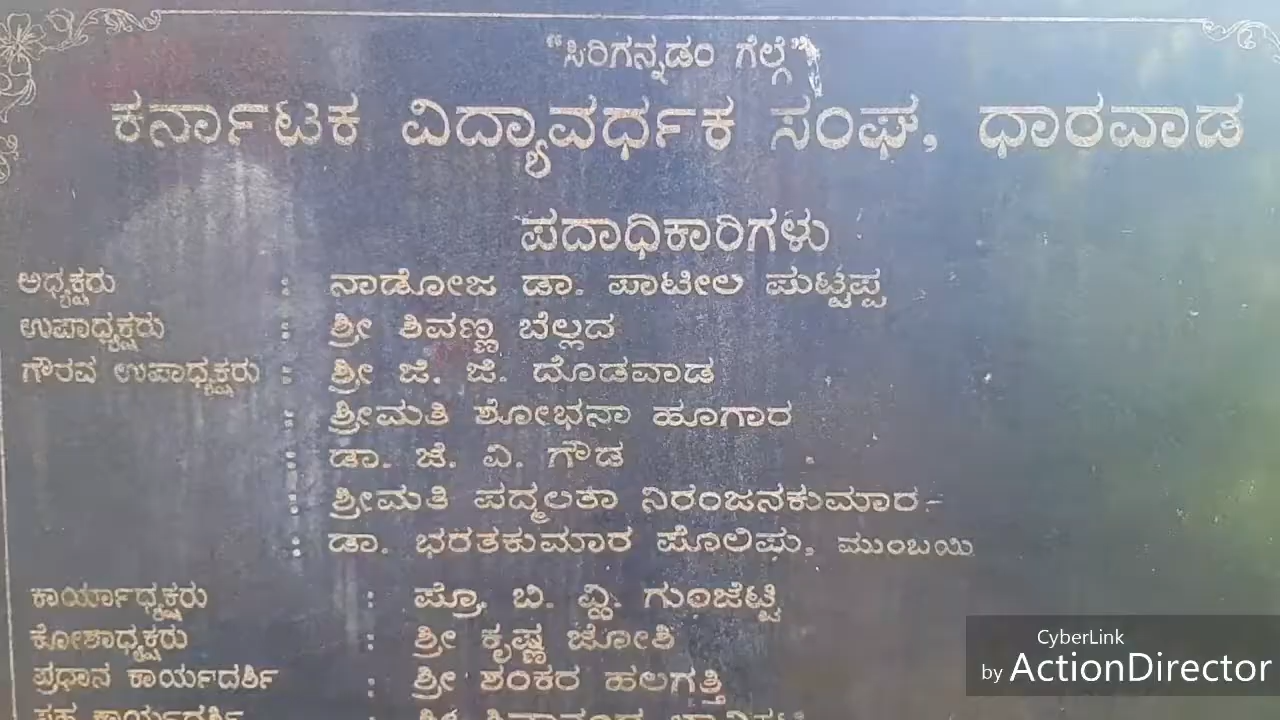 "ಸಿರಿಗನ್ನಡಂ ಗೆಲ್ಗೆ"
ಕರ್ನಾಟಕ ವಿದ್ಯಾವರ್ಧಕ ಸಂಘ, ಧಾರವಾಡ
ಪದಾಧಿಕಾರಿಗಳು
ಅಧ್ಯಕ್ಷರು : ನಾಡೋಜ ಡಾ. ಪಾಟೀಲ ಪುಟ್ಟಪ್ಪ
ಉಪಾಧ್ಯಕ್ಷರು : ಶ್ರೀ ಶಿವಣ್ಣ ಬೆಲ್ಲದ
ಗೌರವ ಉಪಾಧ್ಯಕ್ಷರು : ಶ್ರೀ ಜಿ. ಜಿ. ದೊಡವಾಡ
: ಶ್ರೀಮತಿ ಶೋಭನಾ ಹೂಗಾರ
: ಡಾ. ಜಿ. ವಿ. ಗೌಡ
: ಶ್ರೀಮತಿ ಪದ್ಮಲತಾ ನಿರಂಜನಕುಮಾರ
: ಡಾ. ಭರತಕುಮಾರ ಪೊಲಿಪು, ಮುಂಬಯಿ
ಕಾರ್ಯಾಧ್ಯಕ್ಷರು : ಪ್ರೊ. ಬಿ. ವ್ಹಿ. ಗುಂಜೆಟ್ಟಿ
ಕೋಶಾಧ್ಯಕ್ಷರು : ಶ್ರೀ ಕೃಷ್ಣ ಜೋಶಿ
ಪ್ರಧಾನ ಕಾರ್ಯದರ್ಶಿ : ಶ್ರೀ ಶಂಕರ ಹಲಗತ್ತಿ
CyberLink
by ActionDirector